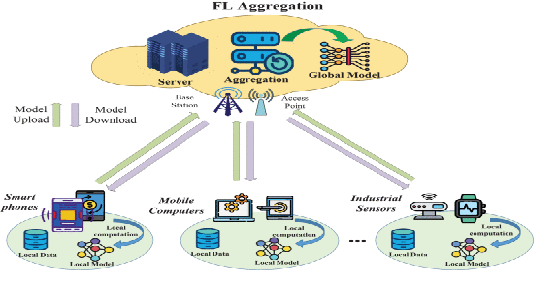 FL Aggregation
Server
Aggregation
Global Model
Base
Station
Access
Point
Model
Upload
Model
Download
Smart
phones
Local
computation
Local Data
Local Model
Mobile
Computers
Local
computation
Local Data
Local Model
Industrial
Sensors
Local
computation
Local Data
Local Model